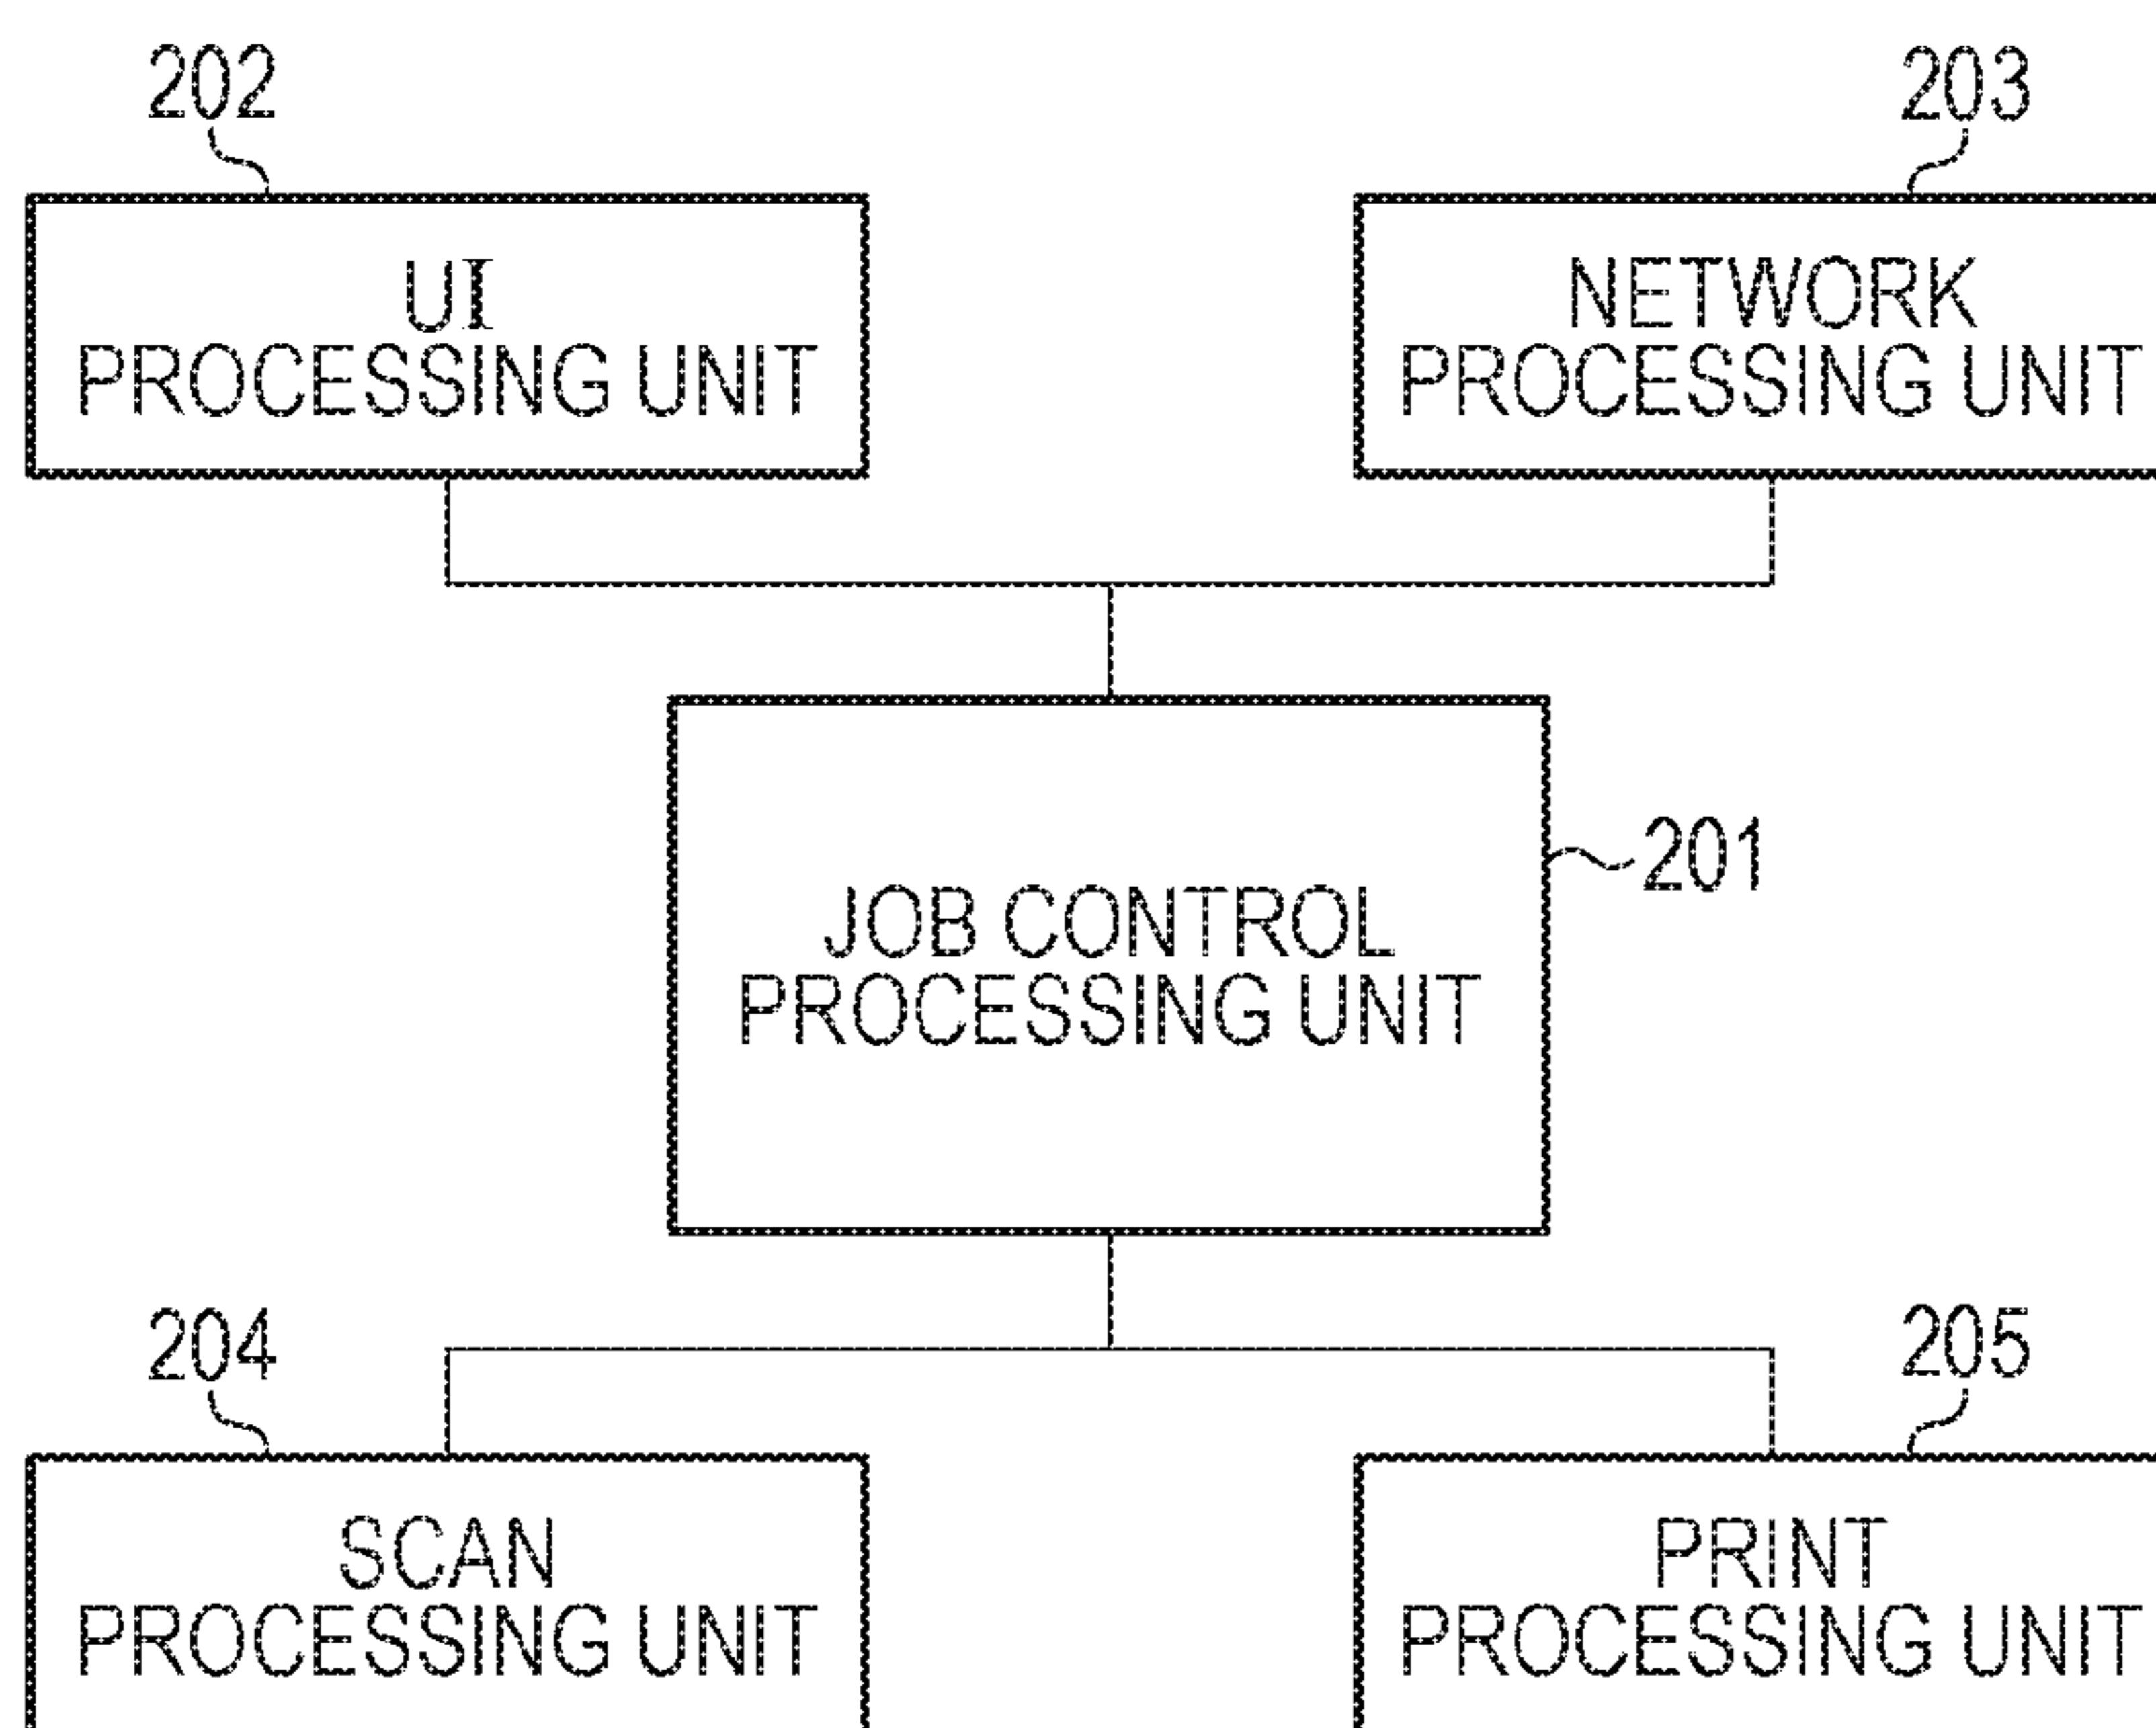 202
203
UI
PROCESSING UNIT
NETWORK
PROCESSING UNIT
JOB CONTROL
PROCESSING UNIT
201
204
205
SCAN
PROCESSING UNIT
PRINT
PROCESSING UNIT